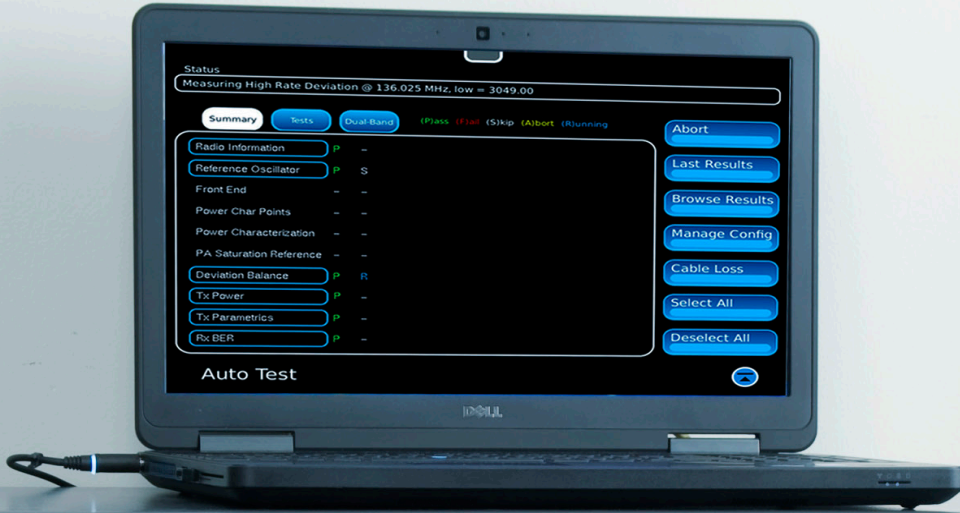 Status
Measuring High Rate Deviation @ 136.025 MHz, low = 3049.00
Summary Tests Dual-Band (P)ass (F)ail (S)kip (A)bort (R)unning
Radio Information P –
Reference Oscillator P S
Front End – –
Power Char Points – –
Power Characterization – –
PA Saturation Reference – –
Deviation Balance P R
Tx Power P –
Tx Parametrics P –
Rx BER P –
Abort
Last Results
Browse Results
Manage Config
Cable Loss
Select All
Deselect All
Auto Test
DELL